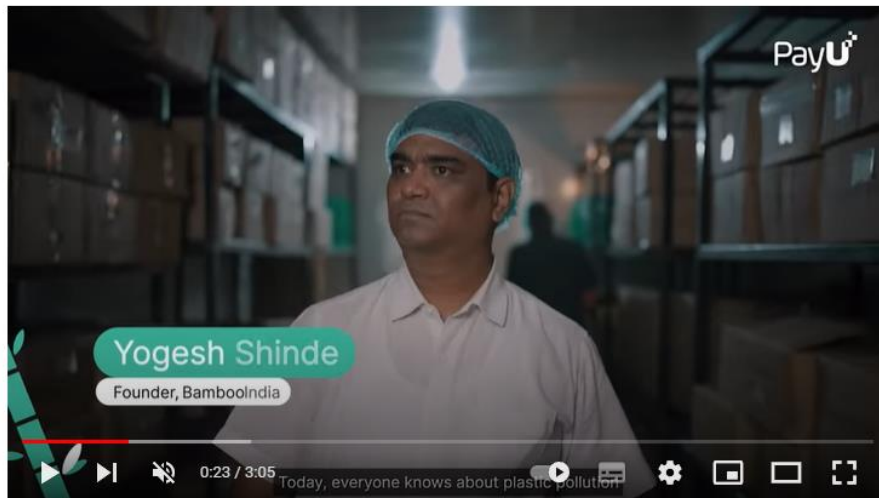 PayU
Yogesh Shinde
Founder, BambooIndia
0:23 / 3:05
Today, everyone knows about plastic pollution